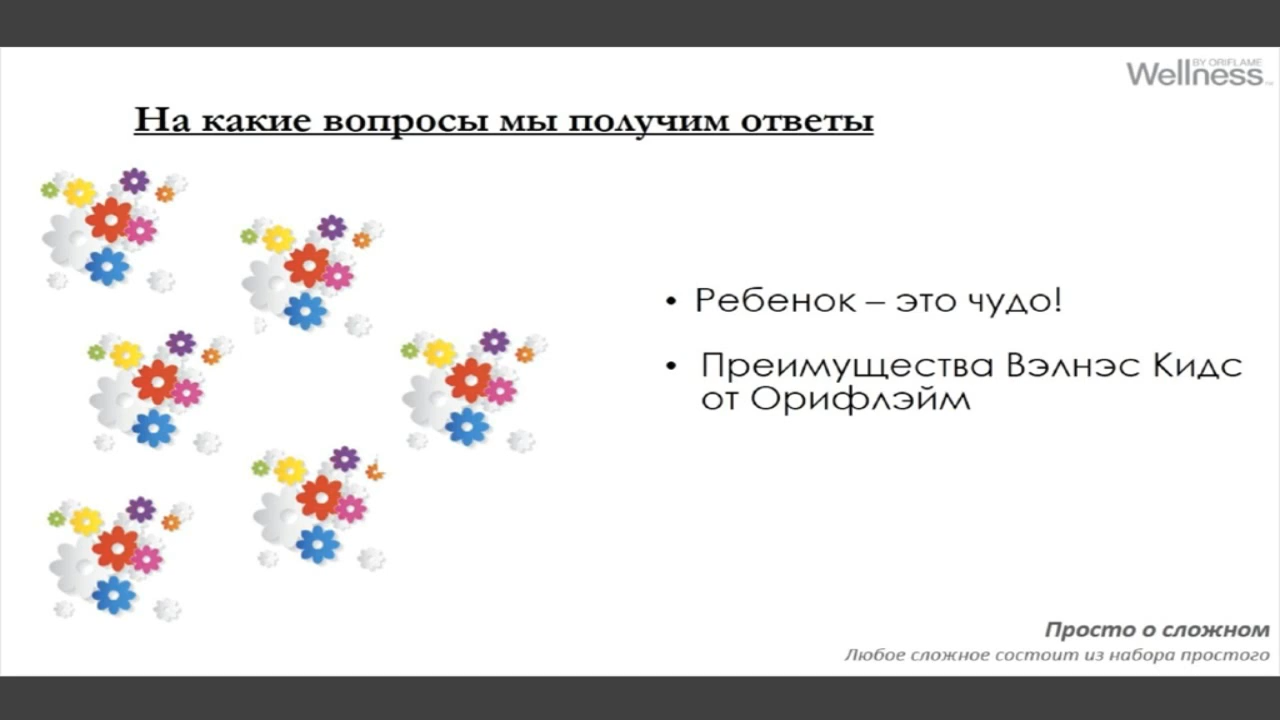 BY ORIFLAME
Wellness
На какие вопросы мы получим ответы
• Ребенок – это чудо!
• Преимущества Вэлнэс Кидс
от Орифлэйм
Просто о сложном
Любое сложное состоит из набора простого